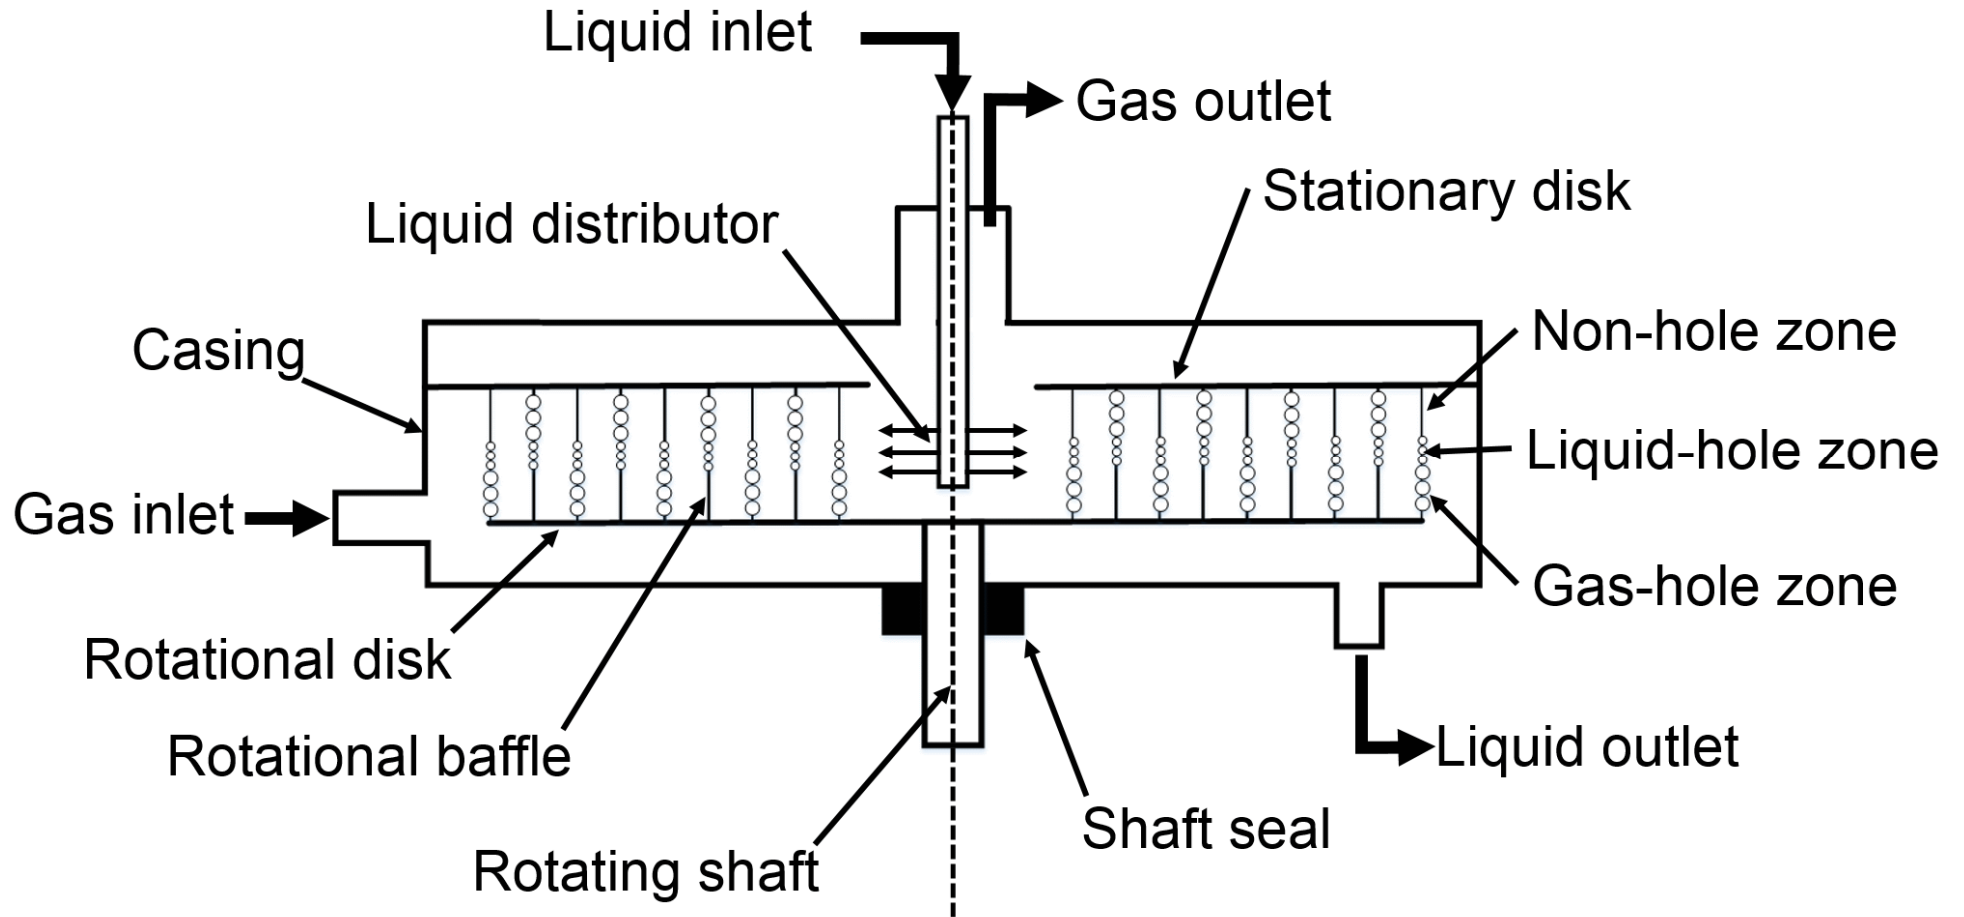 Liquid inlet
Gas outlet
Stationary disk
Liquid distributor
Non-hole zone
Casing
Liquid-hole zone
Gas inlet
Gas-hole zone
Rotational disk
Rotational baffle
Liquid outlet
Shaft seal
Rotating shaft